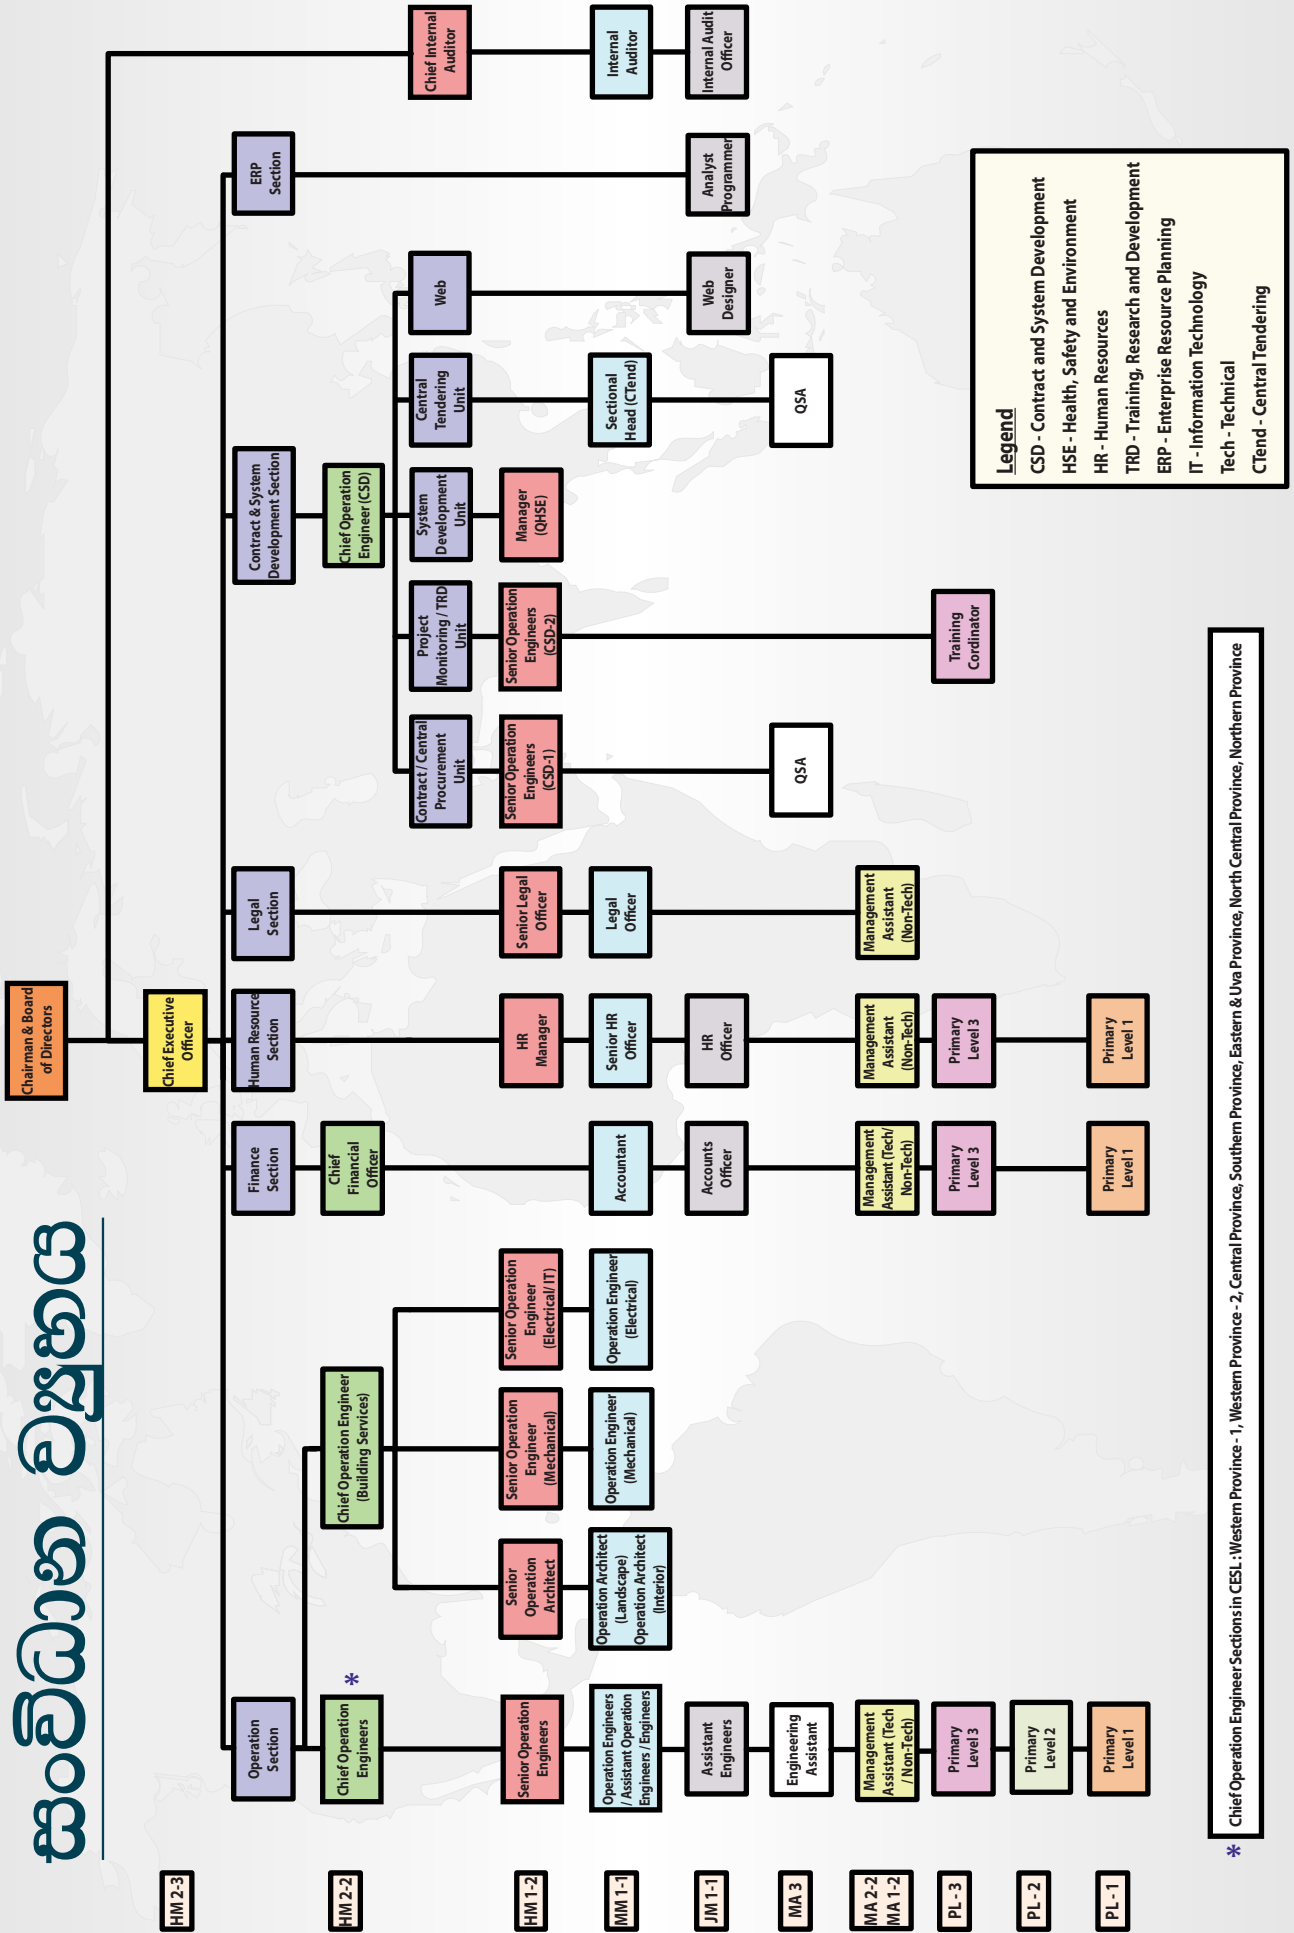 සංවිධාන ව්‍යුහය
Chairman & Board
of Directors
HM 2-3
Chief Executive
Officer
Operation
Section
Finance
Section
Human Resource
Section
Legal
Section
Contract & System
Development Section
ERP
Section
HM 2-2
Chief Operation
Engineers
*
Chief Operation Engineer
(Building Services)
Chief
Financial
Officer
Chief Operation
Engineer (CSD)
Contract / Central
Procurement
Unit
Project
Monitoring / TRD
Unit
System
Development
Unit
Central
Tendering
Unit
Web
Chief Internal
Auditor
HM 1-2
Senior Operation
Engineers
Senior
Operation
Architect
Senior Operation
Engineer
(Mechanical)
Senior Operation
Engineer
(Electrical/ IT)
HR
Manager
Senior Legal
Officer
Senior Operation
Engineers
(CSD-1)
Senior Operation
Engineers
(CSD-2)
Manager
(QHSE)
MM 1-1
Operation Engineers
/ Assistant Operation
Engineers / Engineers
Operation Architect
(Landscape)
Operation Architect
(Interior)
Operation Engineer
(Mechanical)
Operation Engineer
(Electrical)
Accountant
Senior HR
Officer
Legal
Officer
Sectional
Head (CTend)
Internal
Auditor
JM 1-1
Assistant
Engineers
Accounts
Officer
HR
Officer
Web
Designer
Analyst
Programmer
Internal Audit
Officer
MA 3
Engineering
Assistant
QSA
QSA
MA 2-2
MA 1-2
Management
Assistant (Tech
/ Non-Tech)
Management
Assistant (Tech/
Non-Tech)
Management
Assistant
(Non-Tech)
Management
Assistant
(Non-Tech)
PL - 3
Primary
Level 3
Primary
Level 3
Primary
Level 3
Training
Cordinator
PL - 2
Primary
Level 2
PL - 1
Primary
Level 1
Primary
Level 1
Primary
Level 1
Legend
CSD - Contract and System Development
HSE - Health, Safety and Environment
HR - Human Resources
TRD - Training, Research and Development
ERP - Enterprise Resource Planning
IT - Information Technology
Tech - Technical
CTend - Central Tendering
* Chief Operation Engineer Sections in CESL : Western Province - 1, Western Province - 2, Central Province, Southern Province, Eastern & Uva Province, North Central Province, Northern Province